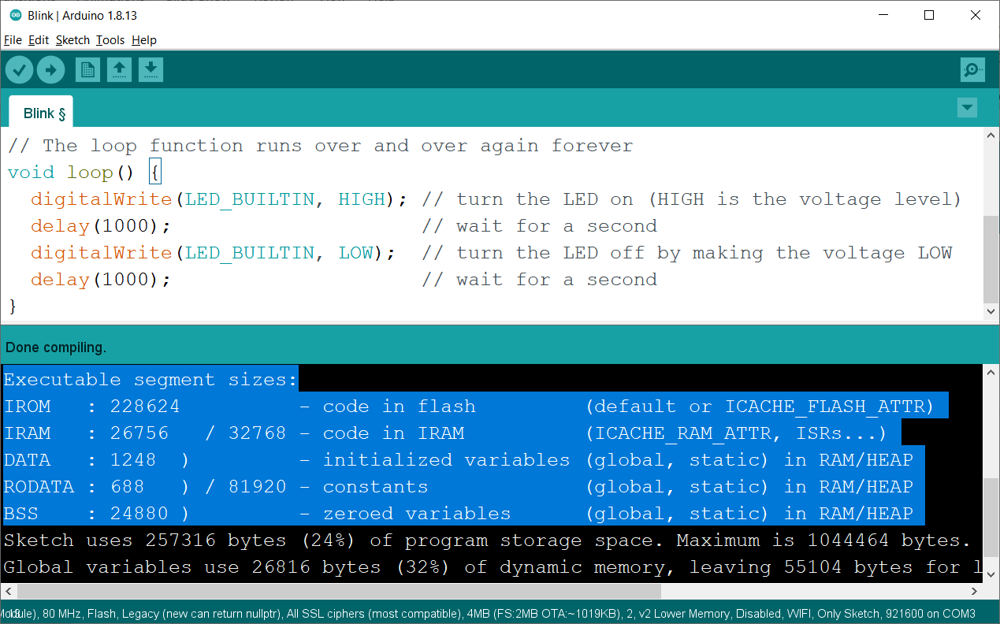 Blink | Arduino 1.8.13
File Edit Sketch Tools Help
Blink §
// The loop function runs over and over again forever
void loop() {
  digitalWrite(LED_BUILTIN, HIGH); // turn the LED on (HIGH is the voltage level)
  delay(1000);                     // wait for a second
  digitalWrite(LED_BUILTIN, LOW);  // turn the LED off by making the voltage LOW
  delay(1000);                     // wait for a second
}
Done compiling.
Executable segment sizes:
IROM   : 228624          - code in flash         (default or ICACHE_FLASH_ATTR)
IRAM   : 26756   / 32768 - code in IRAM          (ICACHE_RAM_ATTR, ISRs...)
DATA   : 1248  )         - initialized variables (global, static) in RAM/HEAP
RODATA : 688   ) / 81920 - constants             (global, static) in RAM/HEAP
BSS    : 24880 )         - zeroed variables      (global, static) in RAM/HEAP
Sketch uses 257316 bytes (24%) of program storage space. Maximum is 1044464 bytes.
Global variables use 26816 bytes (32%) of dynamic memory, leaving 55104 bytes for l
), 80 MHz, Flash, Legacy (new can return nullptr), All SSL ciphers (most compatible), 4MB (FS:2MB OTA:~1019KB), 2, v2 Lower Memory, Disabled, WIFI, Only Sketch, 921600 on COM3